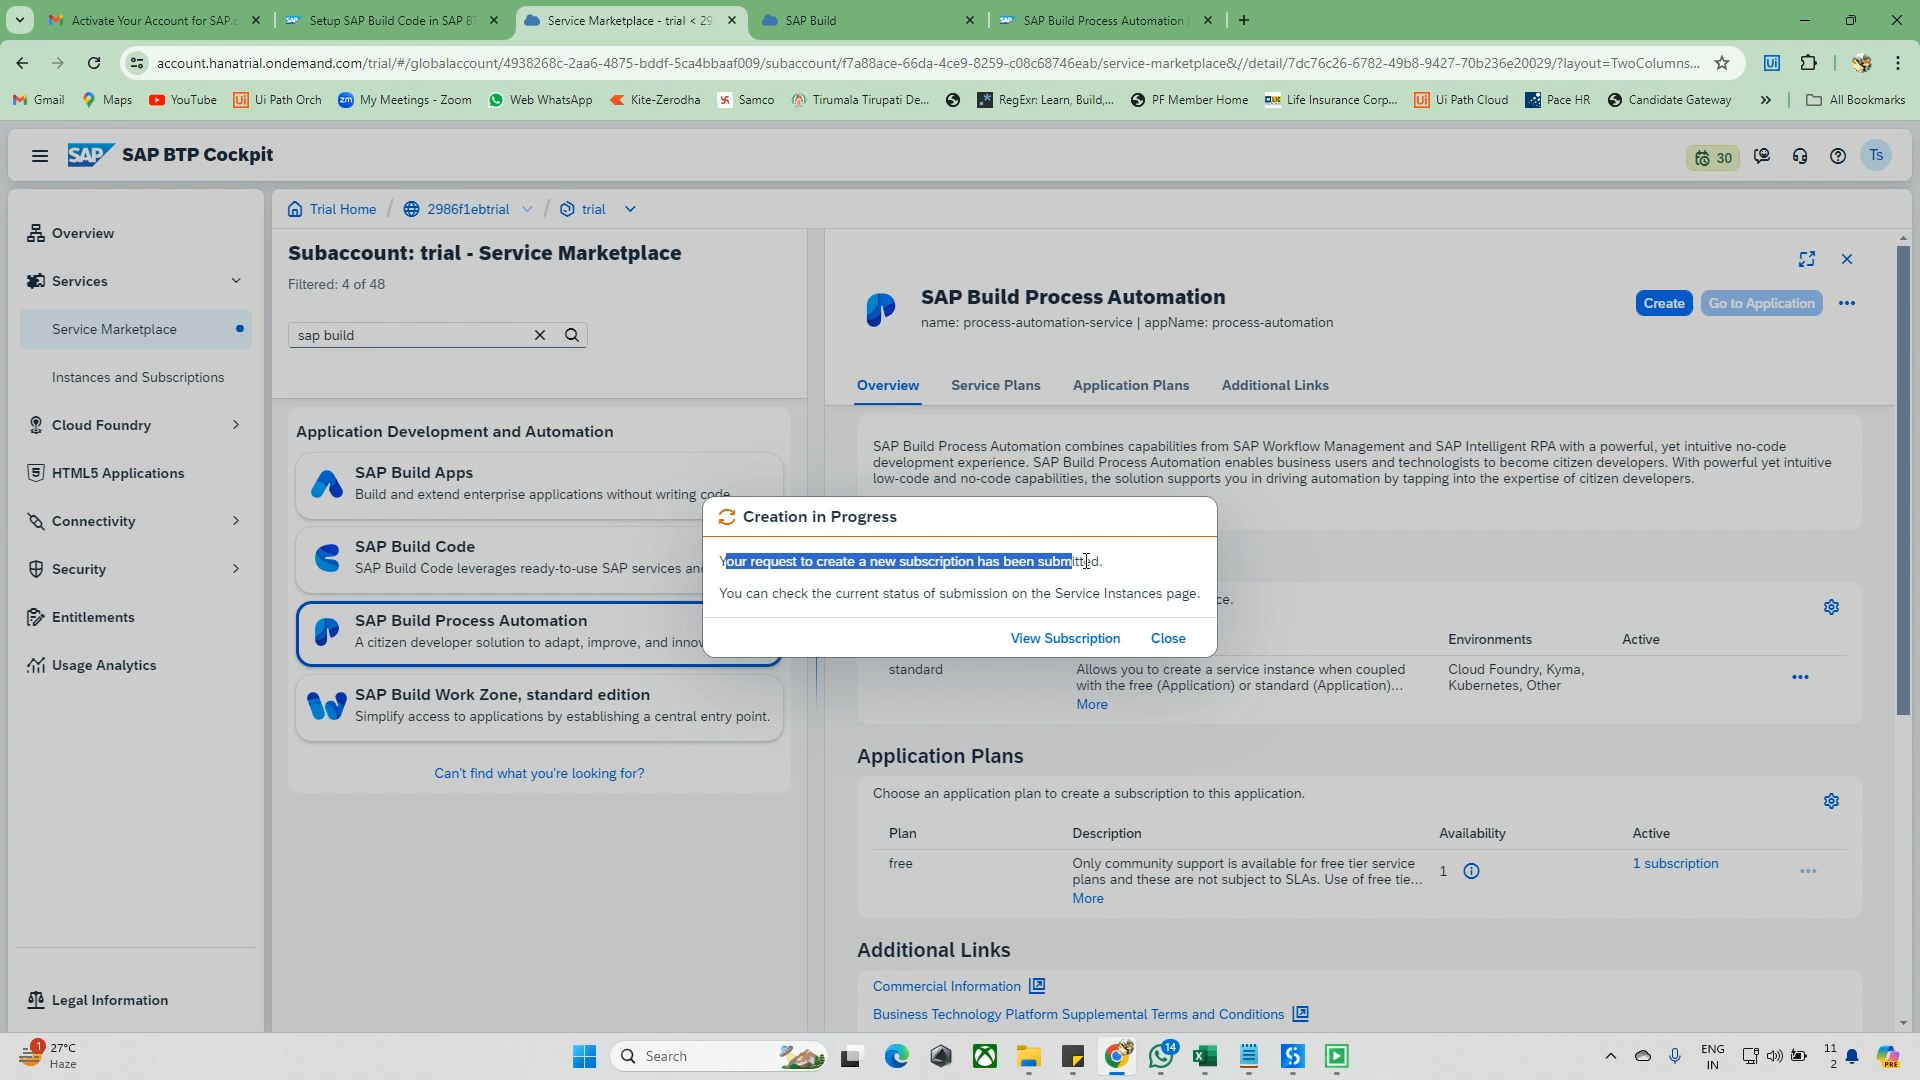 Activate Your Account for SAP.c
Setup SAP Build Code in SAP BT
Service Marketplace - trial < 29
SAP Build
SAP Build Process Automation
account.hanatrial.ondemand.com/trial/#/globalaccount/4938268c-2aa6-4875-bddf-5ca4bbaaf009/subaccount/f7a88ace-66da-4ce9-8259-c08c68746eab/service-marketplace&//detail/7dc76c26-6782-49b8-9427-70b236e20029/?layout=TwoColumns...
Gmail
Maps
YouTube
Ui Path Orch
My Meetings - Zoom
Web WhatsApp
Kite-Zerodha
Samco
Tirumala Tirupati De...
RegExr: Learn, Build,...
PF Member Home
Life Insurance Corp...
Ui Path Cloud
Pace HR
Candidate Gateway
All Bookmarks
SAP
SAP BTP Cockpit
30
Ts
Overview
Services
Service Marketplace
Instances and Subscriptions
Cloud Foundry
HTML5 Applications
Connectivity
Security
Entitlements
Usage Analytics
Legal Information
Trial Home / 2986f1ebtrial / trial
Subaccount: trial - Service Marketplace
Filtered: 4 of 48
sap build
Application Development and Automation
SAP Build Apps
Build and extend enterprise applications without writing code.
SAP Build Code
SAP Build Code leverages ready-to-use SAP services an
SAP Build Process Automation
A citizen developer solution to adapt, improve, and innov
SAP Build Work Zone, standard edition
Simplify access to applications by establishing a central entry point.
Can't find what you're looking for?
SAP Build Process Automation
name: process-automation-service | appName: process-automation
Create
Go to Application
Overview
Service Plans
Application Plans
Additional Links
SAP Build Process Automation combines capabilities from SAP Workflow Management and SAP Intelligent RPA with a powerful, yet intuitive no-code
development experience. SAP Build Process Automation enables business users and technologists to become citizen developers. With powerful yet intuitive
low-code and no-code capabilities, the solution supports you in driving automation by tapping into the expertise of citizen developers.
Creation in Progress
Your request to create a new subscription has been submitted.
You can check the current status of submission on the Service Instances page.
View Subscription
Close
ce.
Environments
Active
standard
Allows you to create a service instance when coupled
with the free (Application) or standard (Application)...
More
Cloud Foundry, Kyma,
Kubernetes, Other
Application Plans
Choose an application plan to create a subscription to this application.
Plan
Description
Availability
Active
free
Only community support is available for free tier service
plans and these are not subject to SLAs. Use of free tie...
More
1
1 subscription
Additional Links
Commercial Information
Business Technology Platform Supplemental Terms and Conditions
1
27°C
Haze
Search
14
ENG
IN
11
2